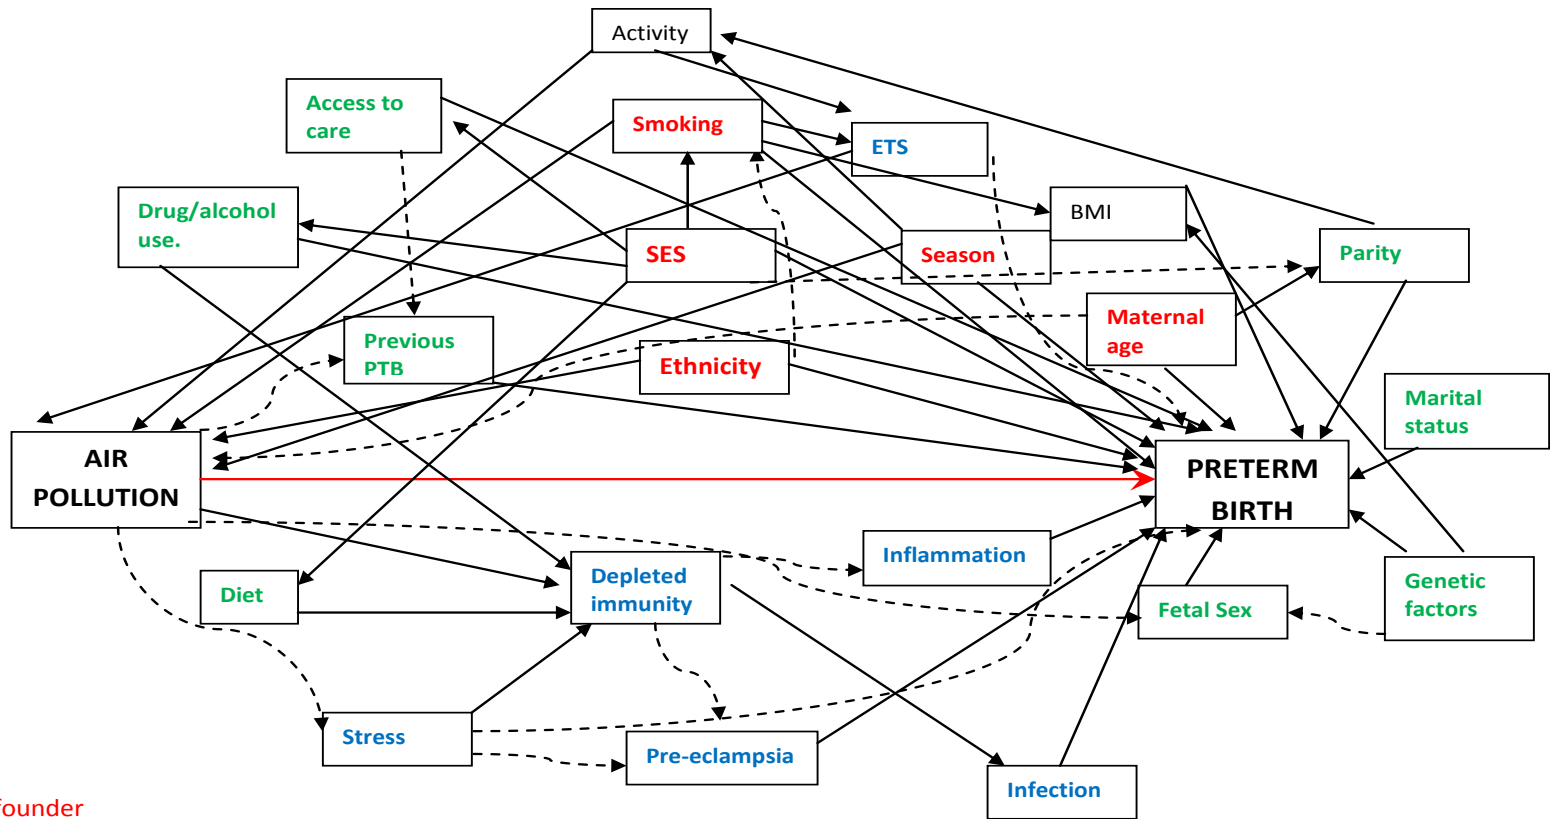 Activity
Access to
care
Smoking
ETS
Drug/alcohol
use.
BMI
SES
Season
Parity
Maternal
age
Previous
PTB
Ethnicity
Marital
status
AIR
POLLUTION
PRETERM
BIRTH
Inflammation
Depleted
immunity
Genetic
factors
Diet
Fetal Sex
Stress
Pre-eclampsia
Infection
founder